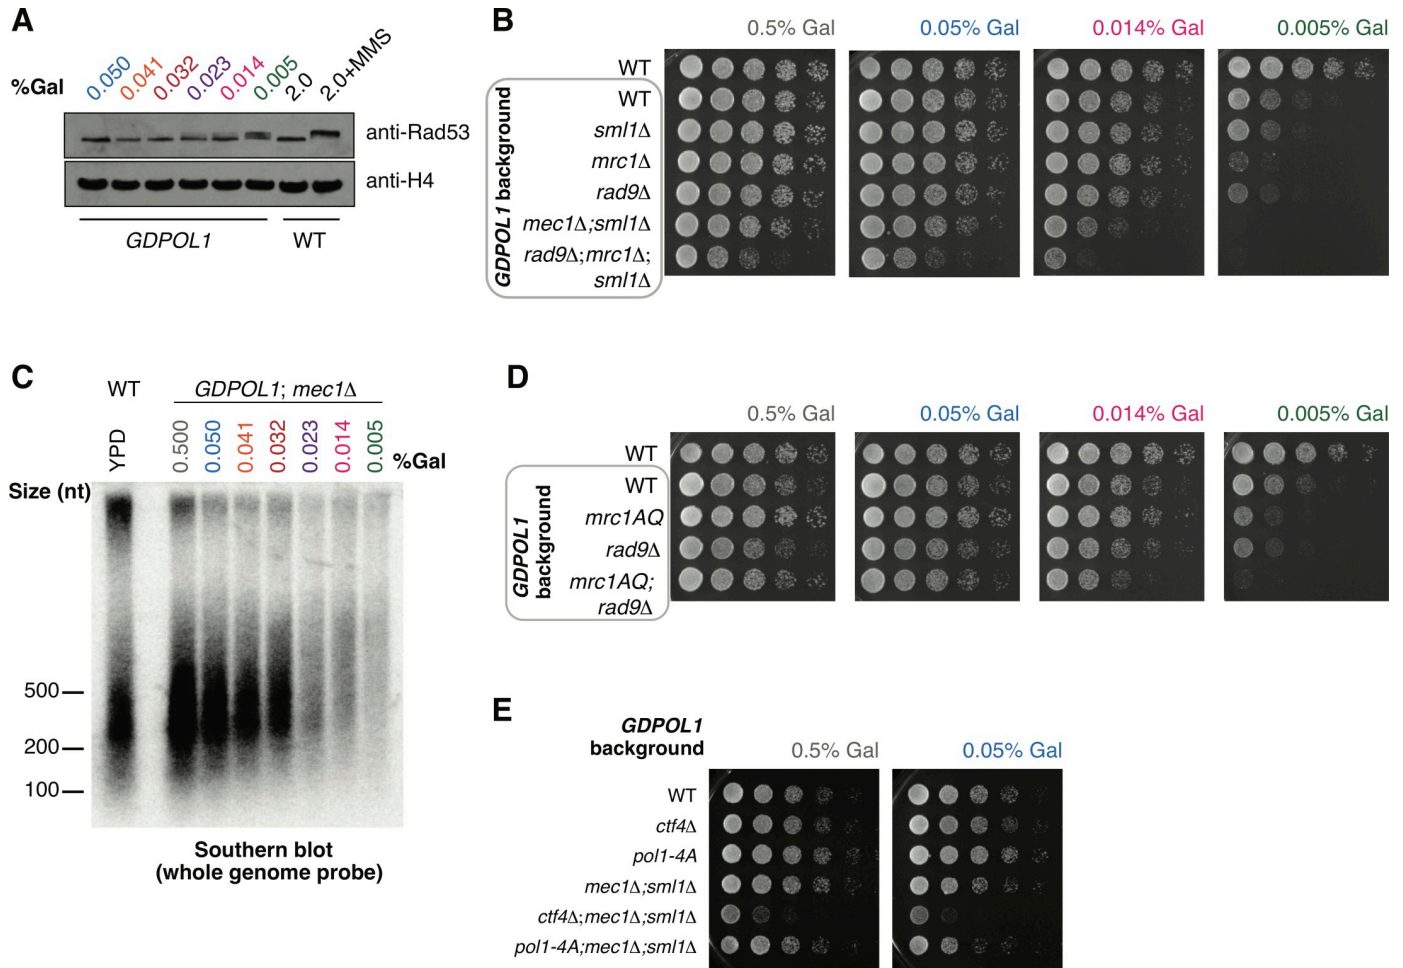 A
%Gal
0.050
0.041
0.032
0.023
0.014
0.005
2.0
2.0+MMS
anti-Rad53
anti-H4
GDPOL1
WT
B
0.5% Gal
0.05% Gal
0.014% Gal
0.005% Gal
WT
GDPOL1 background
WT
sml1Δ
mrc1Δ
rad9Δ
mec1Δ;sml1Δ
rad9Δ;mrc1Δ;
sml1Δ
C
WT
GDPOL1; mec1Δ
YPD
0.500
0.050
0.041
0.032
0.023
0.014
0.005
%Gal
Size (nt)
500
200
100
Southern blot
(whole genome probe)
D
0.5% Gal
0.05% Gal
0.014% Gal
0.005% Gal
WT
GDPOL1
background
WT
mrc1AQ
rad9Δ
mrc1AQ;
rad9Δ
E
GDPOL1
background
0.5% Gal
0.05% Gal
WT
ctf4Δ
pol1-4A
mec1Δ;sml1Δ
ctf4Δ;mec1Δ;sml1Δ
pol1-4A;mec1Δ;sml1Δ